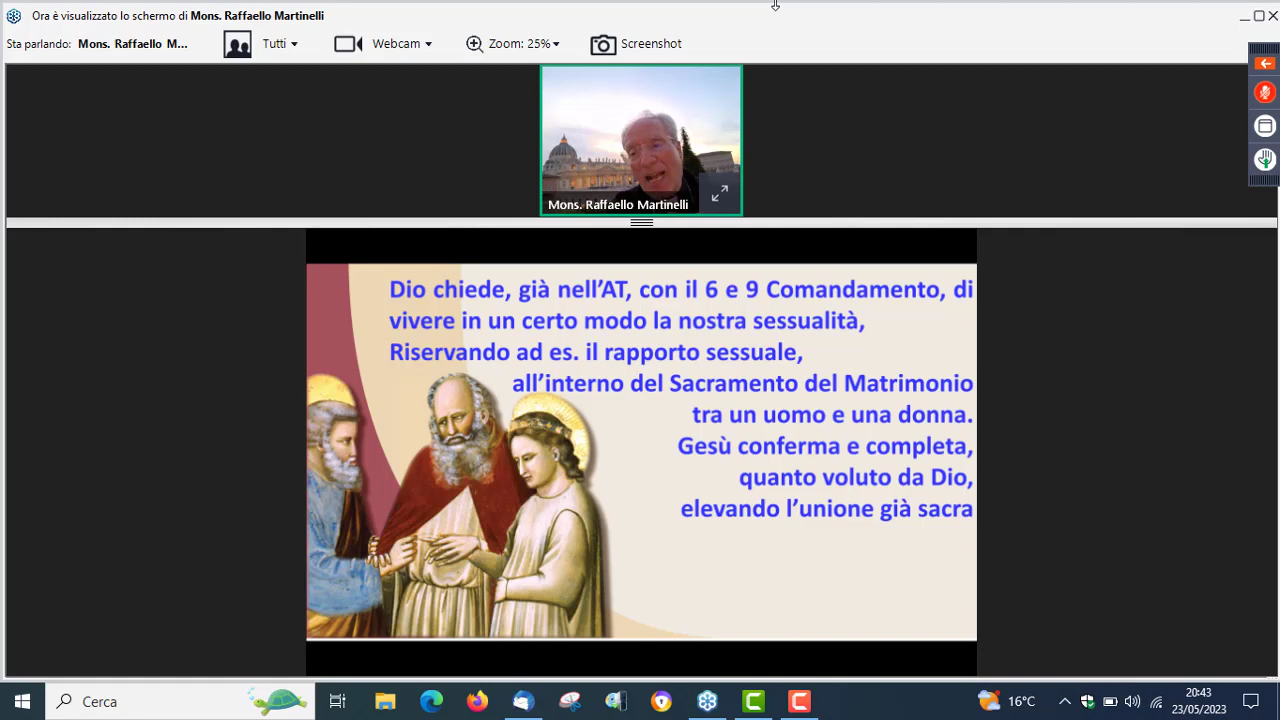 Ora è visualizzato lo schermo di Mons. Raffaello Martinelli
Sta parlando: Mons. Raffaello M...
Tutti
Webcam
Zoom: 25%
Screenshot
Mons. Raffaello Martinelli
Dio chiede, già nell'AT, con il 6 e 9 Comandamento, di
vivere in un certo modo la nostra sessualità,
Riservando ad es. il rapporto sessuale,
all'interno del Sacramento del Matrimonio
tra un uomo e una donna.
Gesù conferma e completa,
quanto voluto da Dio,
elevando l'unione già sacra
Cerca
16°C
20:43
23/05/2023